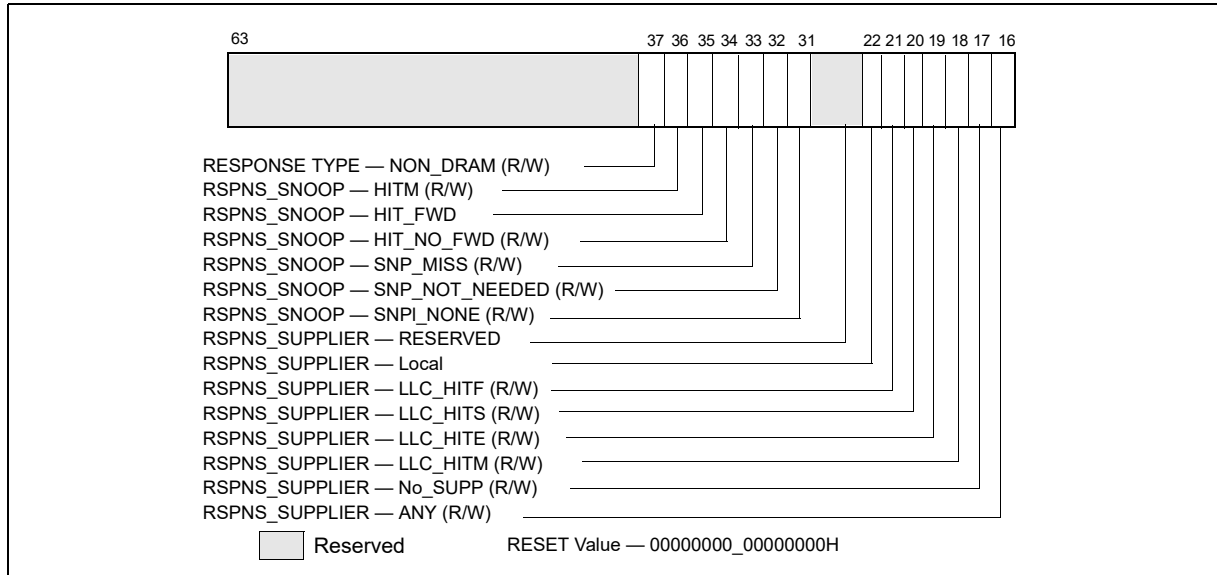 63 37 36 35 34 33 32 31 22 21 20 19 18 17 16
RESPONSE TYPE — NON_DRAM (R/W)
RSPNS_SNOOP — HITM (R/W)
RSPNS_SNOOP — HIT_FWD
RSPNS_SNOOP — HIT_NO_FWD (R/W)
RSPNS_SNOOP — SNP_MISS (R/W)
RSPNS_SNOOP — SNP_NOT_NEEDED (R/W)
RSPNS_SNOOP — SNPl_NONE (R/W)
RSPNS_SUPPLIER — RESERVED
RSPNS_SUPPLIER — Local
RSPNS_SUPPLIER — LLC_HITF (R/W)
RSPNS_SUPPLIER — LLC_HITS (R/W)
RSPNS_SUPPLIER — LLC_HITE (R/W)
RSPNS_SUPPLIER — LLC_HITM (R/W)
RSPNS_SUPPLIER — No_SUPP (R/W)
RSPNS_SUPPLIER — ANY (R/W)
Reserved RESET Value — 00000000_00000000H